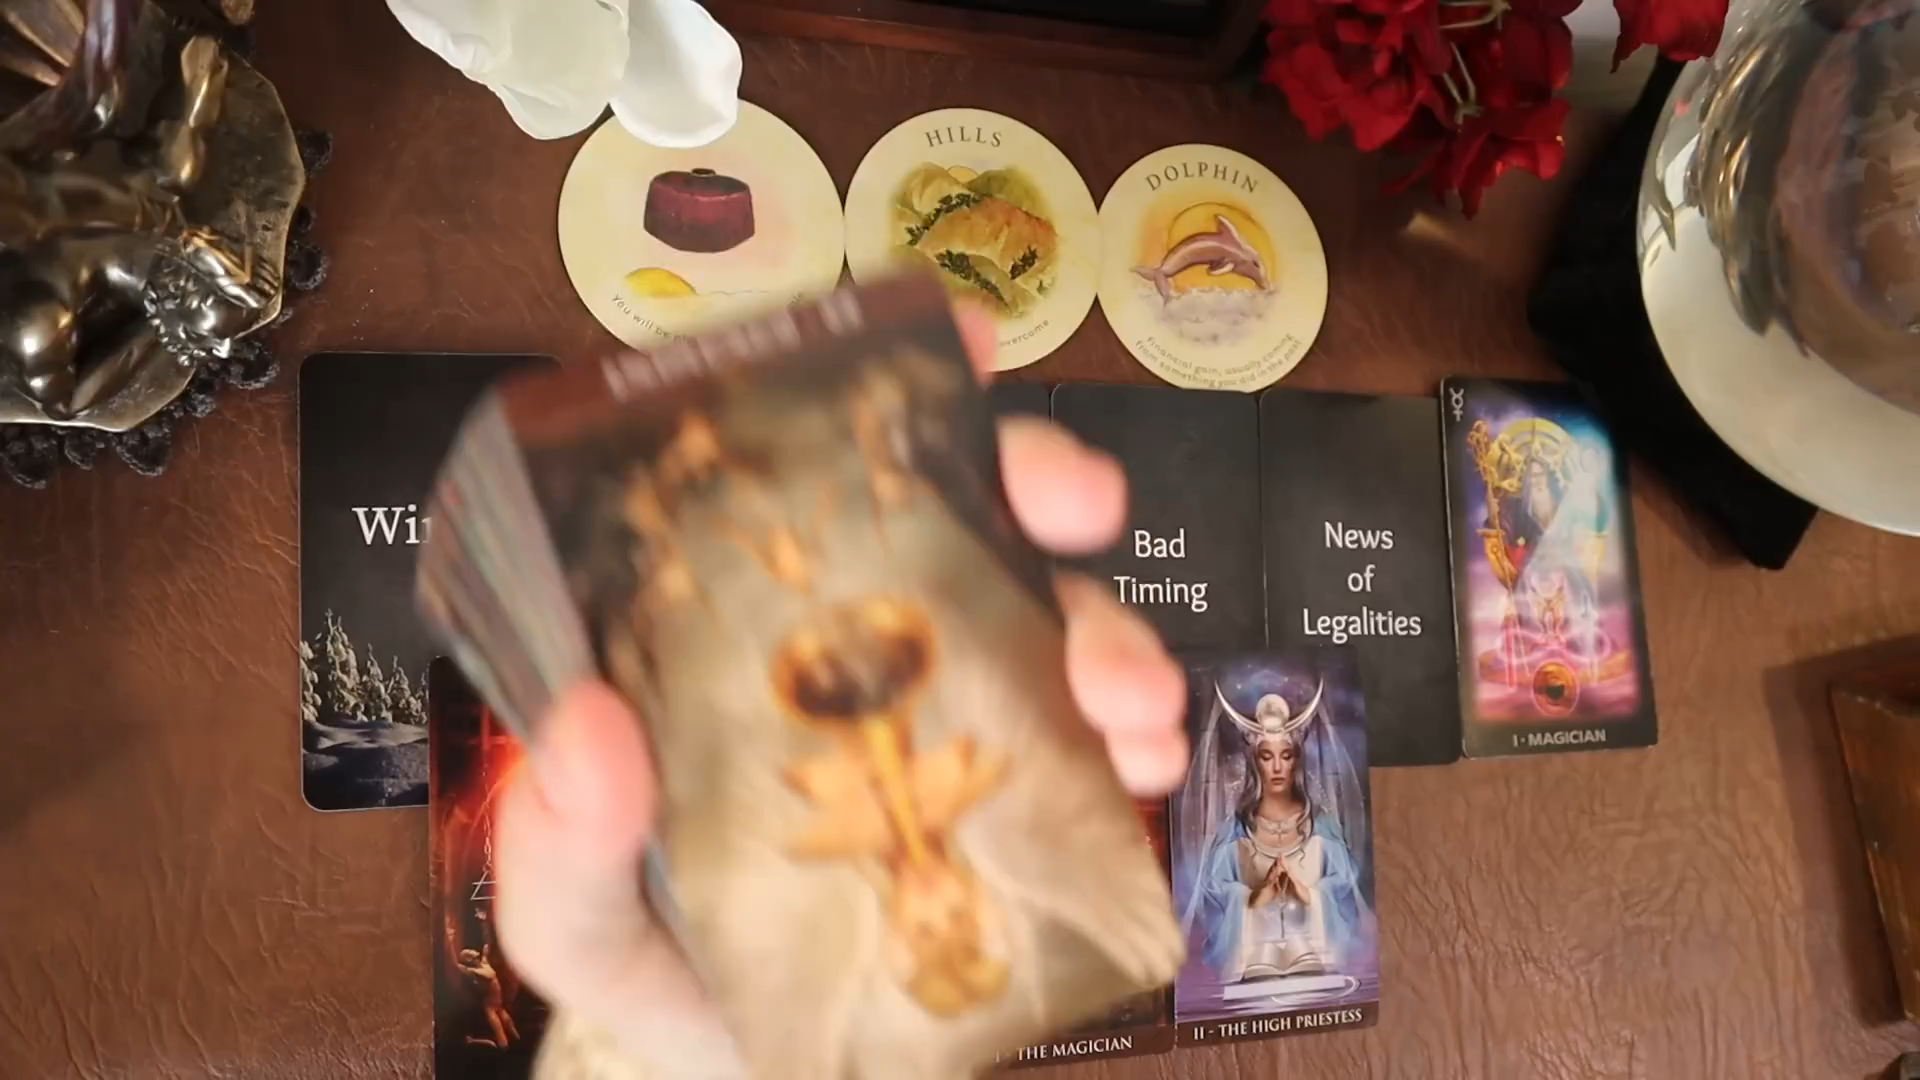 HILLS
DOLPHIN
You will be
overcome
Financial gain, usually coming
from something you did in the past.
Bad
Timing
News
of
Legalities
I - MAGICIAN
THE MAGICIAN
II - THE HIGH PRIESTESS